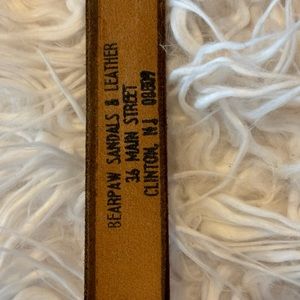 BEARPAW SANDALS & LEATHER
36 MAIN STREET
CLINTON, NJ 08809